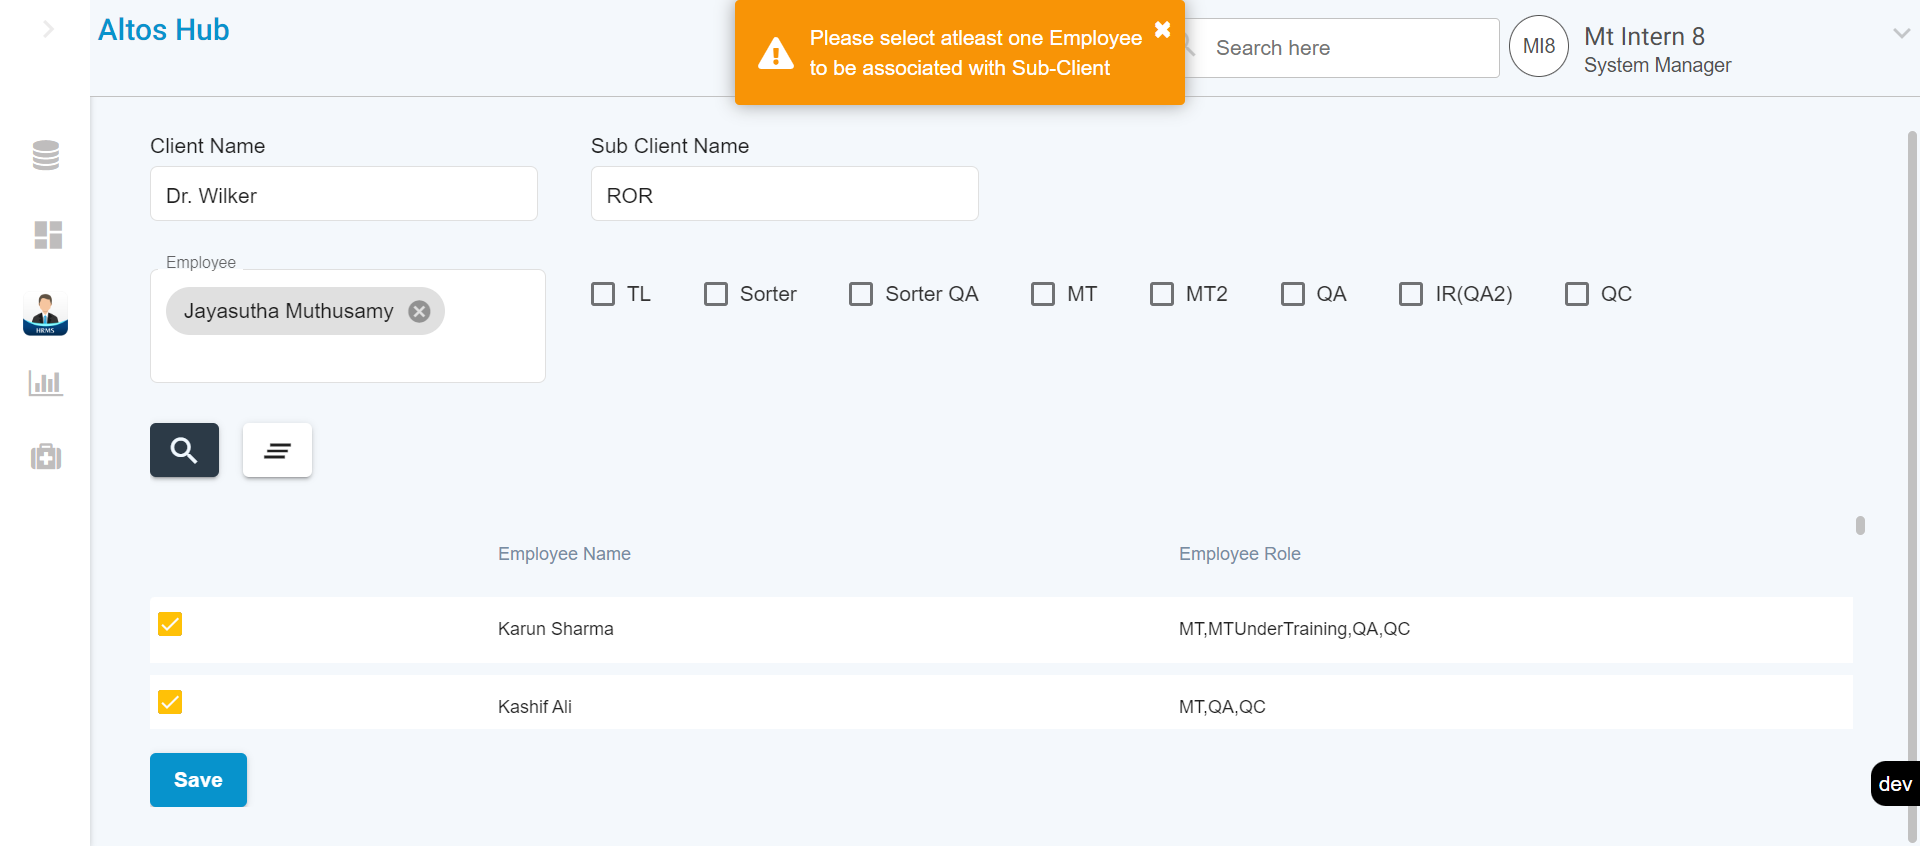 Altos Hub
Please select atleast one Employee
to be associated with Sub-Client
Search here
MI8
Mt Intern 8
System Manager
Client Name
Sub Client Name
Dr. Wilker
ROR
Employee
Jayasutha Muthusamy
TL
Sorter
Sorter QA
MT
MT2
QA
IR(QA2)
QC
HRMS
Employee Name
Employee Role
Karun Sharma
MT,MTUnderTraining,QA,QC
Kashif Ali
MT,QA,QC
Save
dev